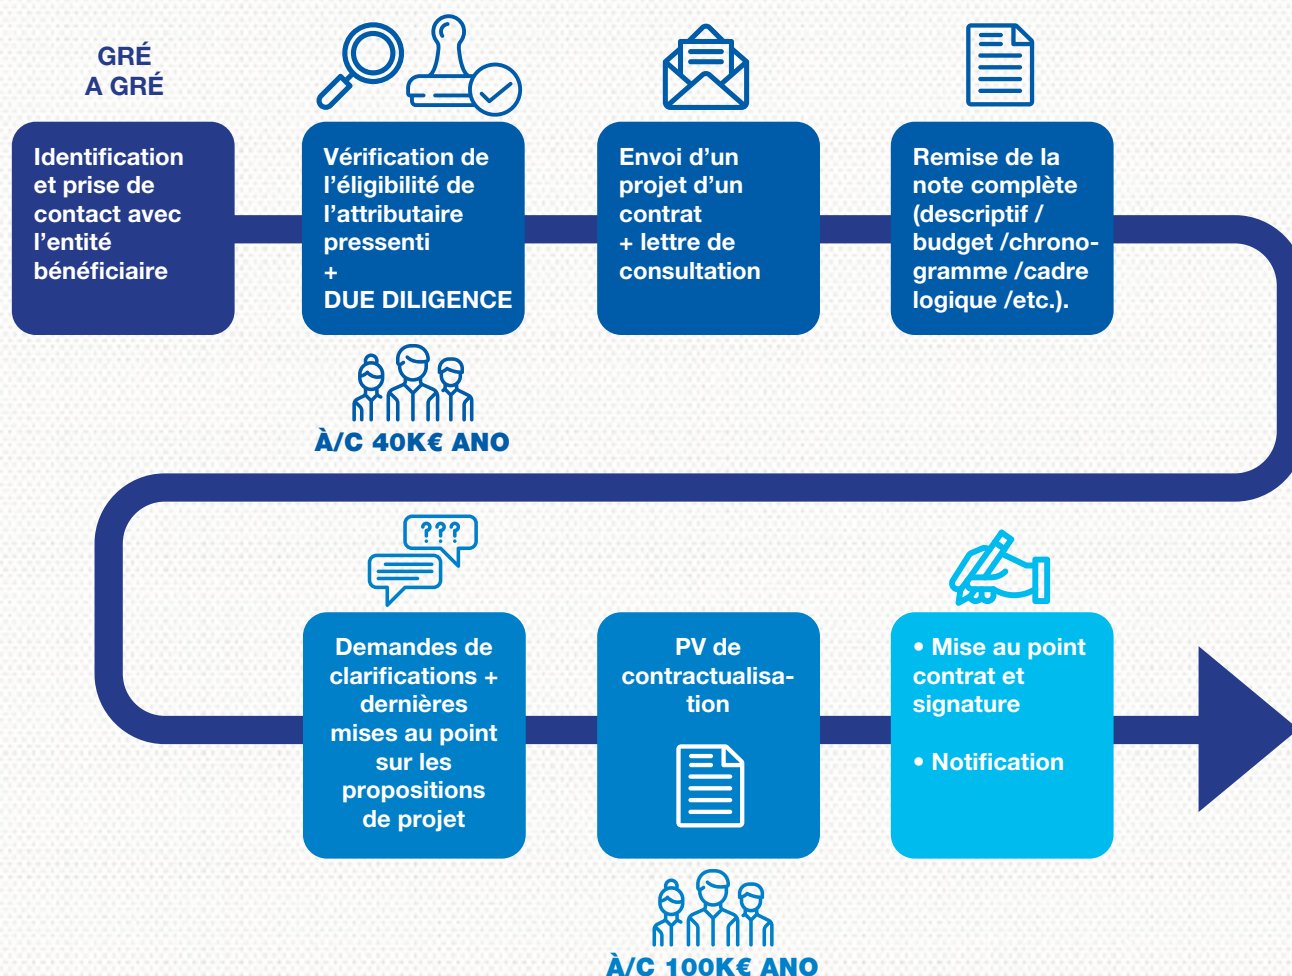 GRÉ
A GRÉ
Identification
et prise de
contact avec
l’entité
bénéficiaire
Vérification de
l’éligibilité de
l’attributaire
pressenti
+
DUE DILIGENCE
À/C 40K€ ANO
Envoi d’un
projet d’un
contrat
+ lettre de
consultation
Remise de la
note complète
(descriptif /
budget /chrono-
gramme /cadre
logique /etc.).
???
Demandes de
clarifications +
dernières
mises au point
sur les
propositions
de projet
PV de
contractualisa-
tion
À/C 100K€ ANO
• Mise au point
contrat et
signature
• Notification